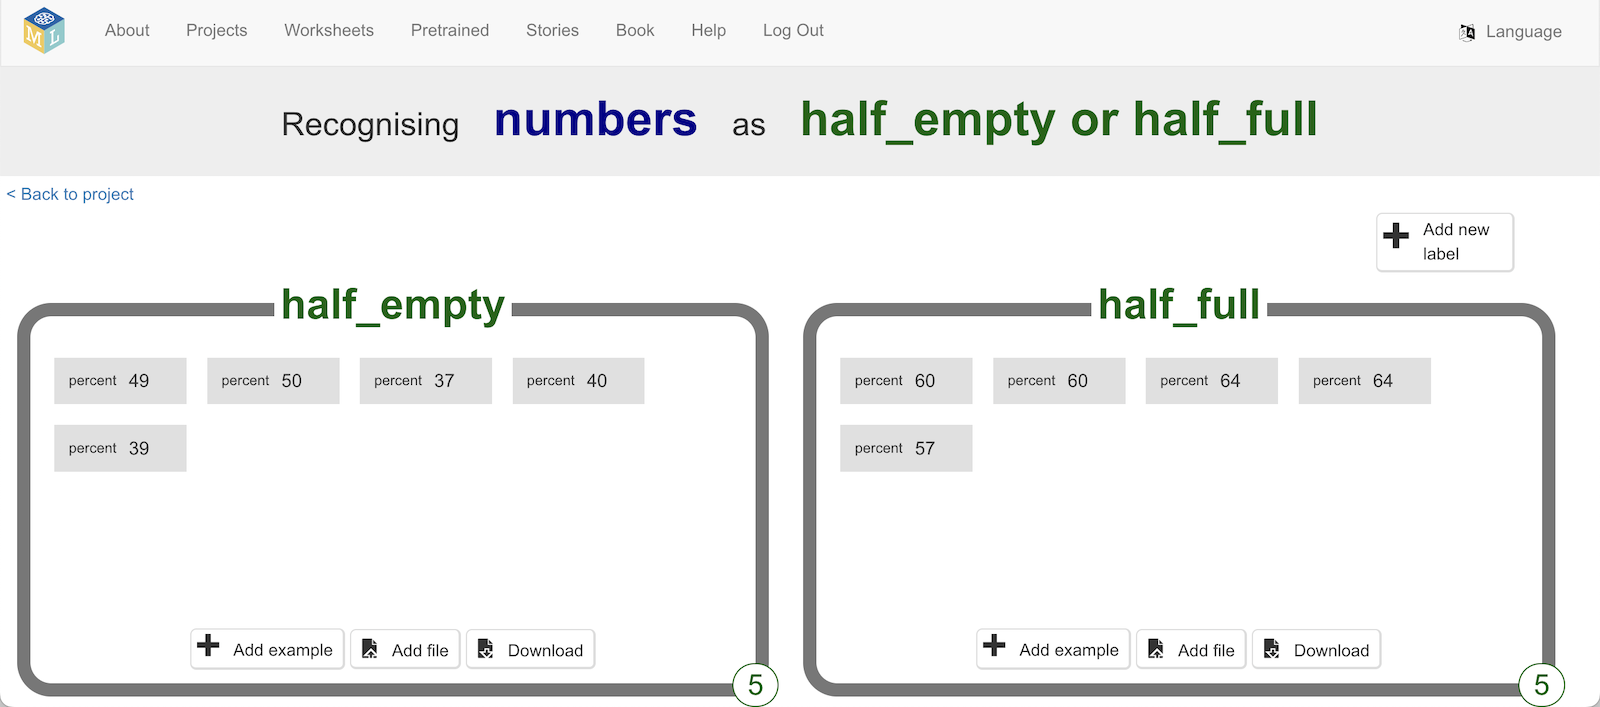 ML
About Projects Worksheets Pretrained Stories Book Help Log Out Language
Recognising numbers as half_empty or half_full
< Back to project
Add new
label
half_empty
percent 49 percent 50 percent 37 percent 40
percent 39
Add example Add file Download
5
half_full
percent 60 percent 60 percent 64 percent 64
percent 57
Add example Add file Download
5